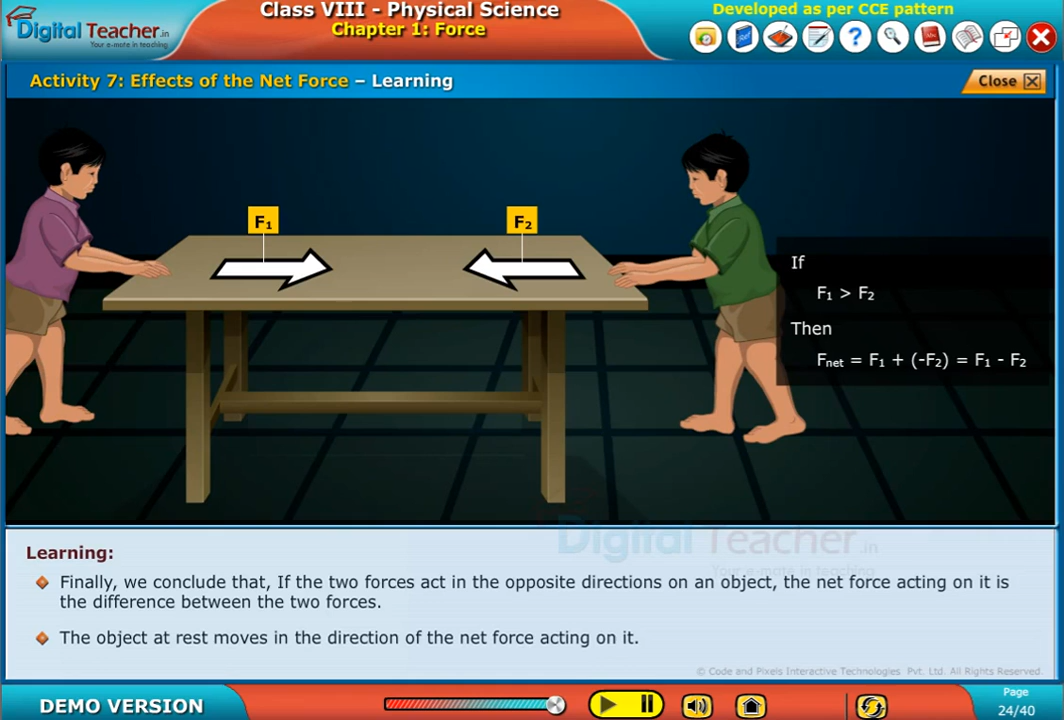 Digital Teacher.in
Your e-mate in teaching
Class VIII - Physical Science
Chapter 1: Force
Developed as per CCE pattern
Activity 7: Effects of the Net Force – Learning
Close
F₁
F₂
If
F₁ > F₂
Then
Fnet = F₁ + (-F₂) = F₁ - F₂
Digital Teacher.in
Your e-mate in teaching
Learning:
Finally, we conclude that, If the two forces act in the opposite directions on an object, the net force acting on it is
the difference between the two forces.
The object at rest moves in the direction of the net force acting on it.
© Code and Pixels Interactive Technologies. Pvt. Ltd. All Rights Reserved.
DEMO VERSION
Page
24/40